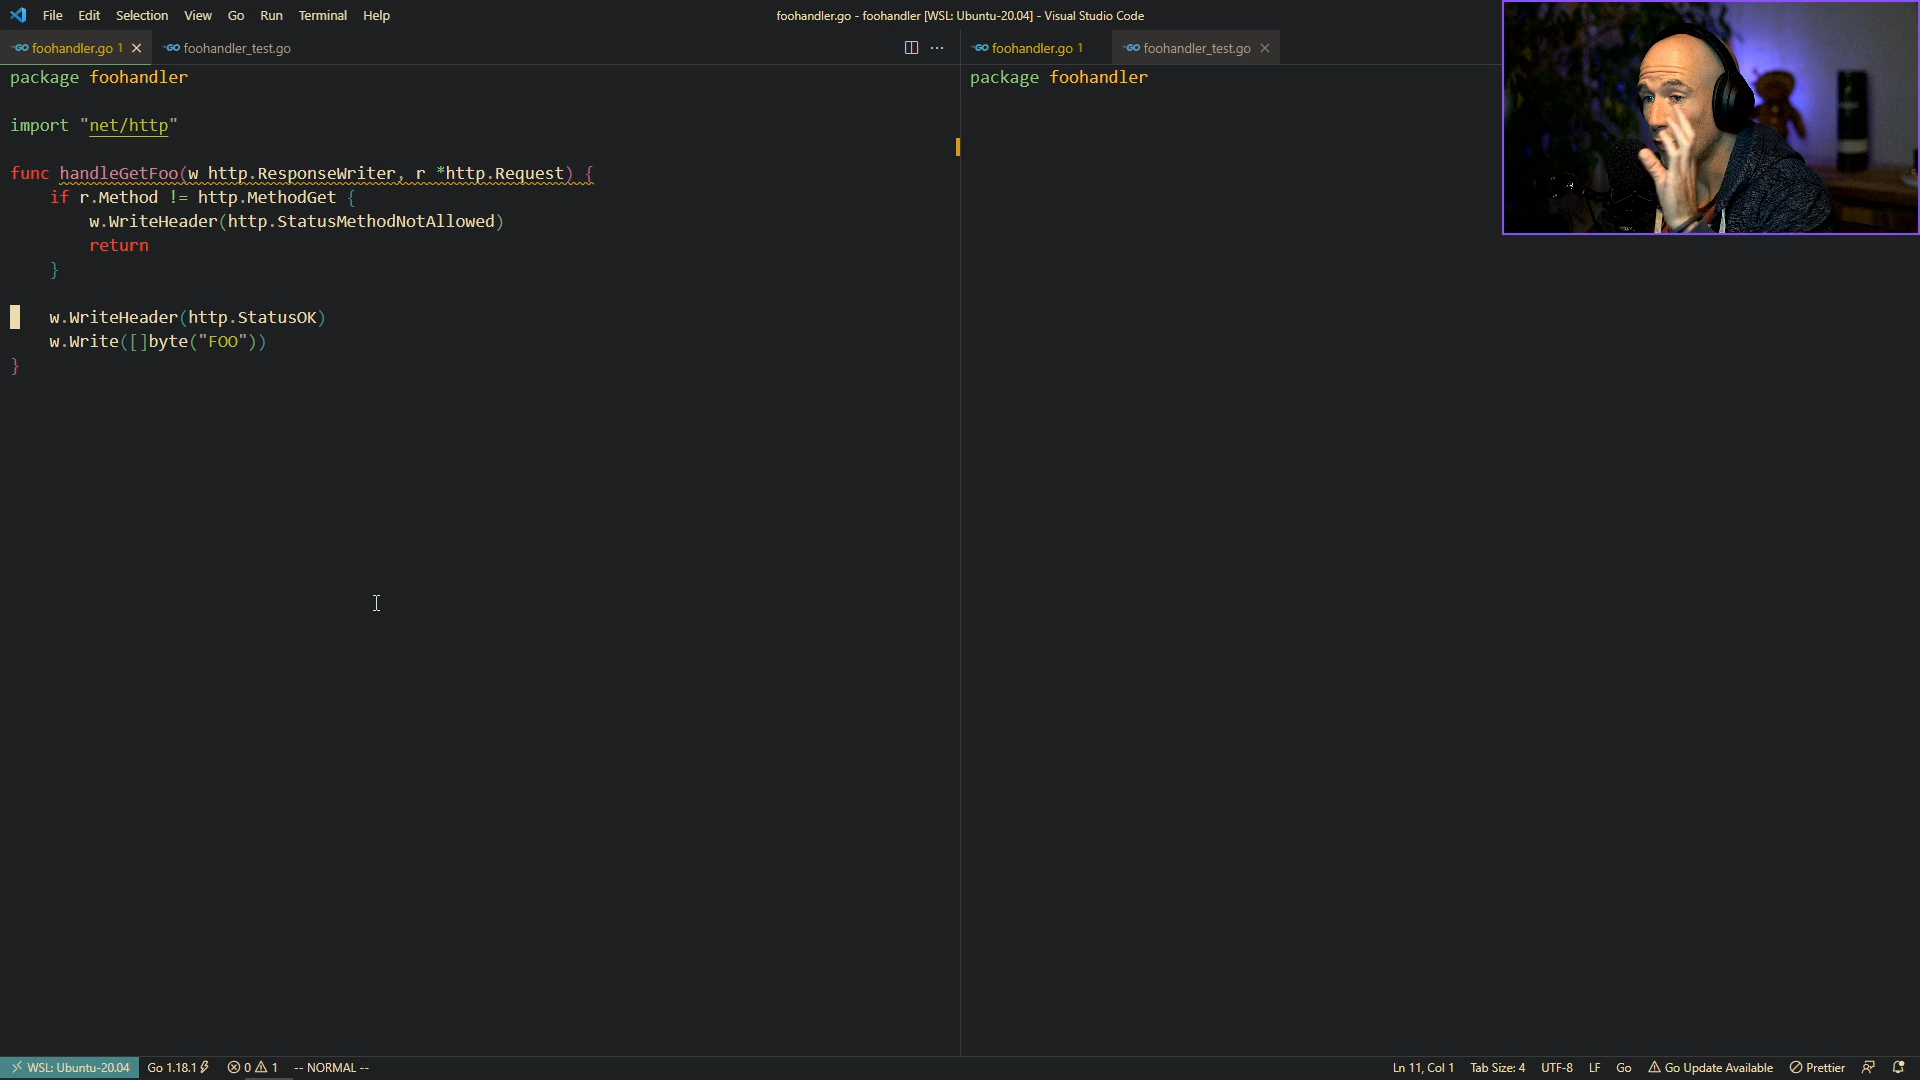 File Edit Selection View Go Run Terminal Help
foohandler.go - foohandler [WSL: Ubuntu-20.04] - Visual Studio Code
GO foohandler.go 1
GO foohandler_test.go
GO foohandler.go 1
GO foohandler_test.go
package foohandler
import "net/http"
func handleGetFoo(w http.ResponseWriter, r *http.Request) {
if r.Method != http.MethodGet {
w.WriteHeader(http.StatusMethodNotAllowed)
return
}
w.WriteHeader(http.StatusOK)
w.Write([]byte("FOO"))
}
package foohandler
WSL: Ubuntu-20.04 Go 1.18.1 0 1 -- NORMAL --
Ln 11, Col 1 Tab Size: 4 UTF-8 LF Go Go Update Available Prettier